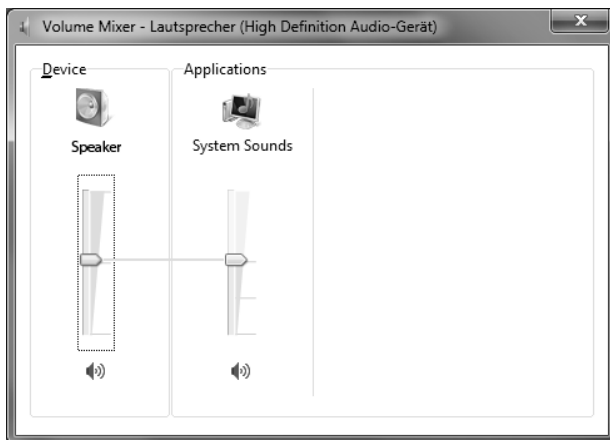 Volume Mixer - Lautsprecher (High Definition Audio-Gerät)
Device
Applications
Speaker
System Sounds